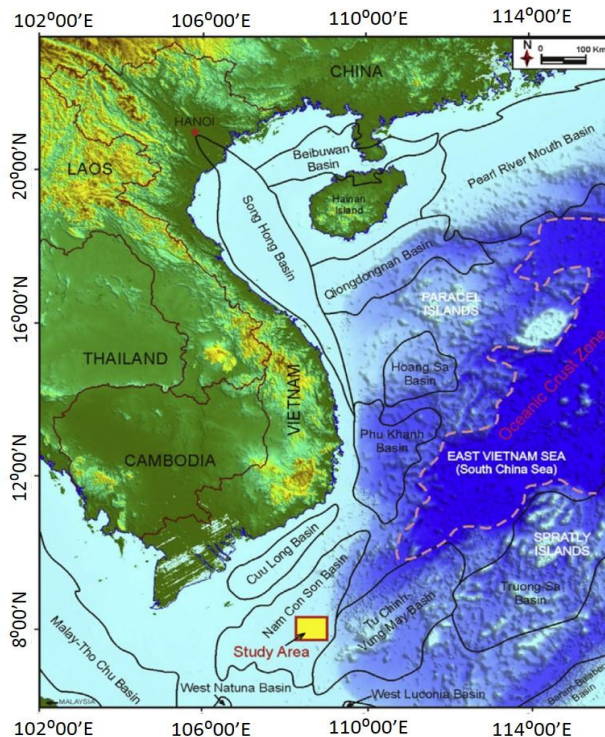 102°00'E 106°00'E 110°00'E 114°00'E
N
0 100 Km
CHINA
HANOI
LAOS
Beibuwan
Basin
Pearl River Mouth Basin
20°00'N
Hainan
Island
Song Hong Basin
Qiongdongnan Basin
PARACEL
ISLANDS
16°00'N
THAILAND
VIETNAM
Hoang Sa
Basin
Oceanic Crust Zone
Phu Khanh
Basin
CAMBODIA
EAST VIETNAM SEA
(South China Sea)
12°00'N
SPRATLY
ISLANDS
Cuu Long Basin
Nam Con Son Basin
Truong Sa
Basin
Tu Chinh-
Vung May Basin
8°00'N
Study Area
Malay-Tho Chu Basin
West Natuna Basin
West Luconia Basin
MALAYSIA
102°00'E 106°00'E 110°00'E 114°00'E